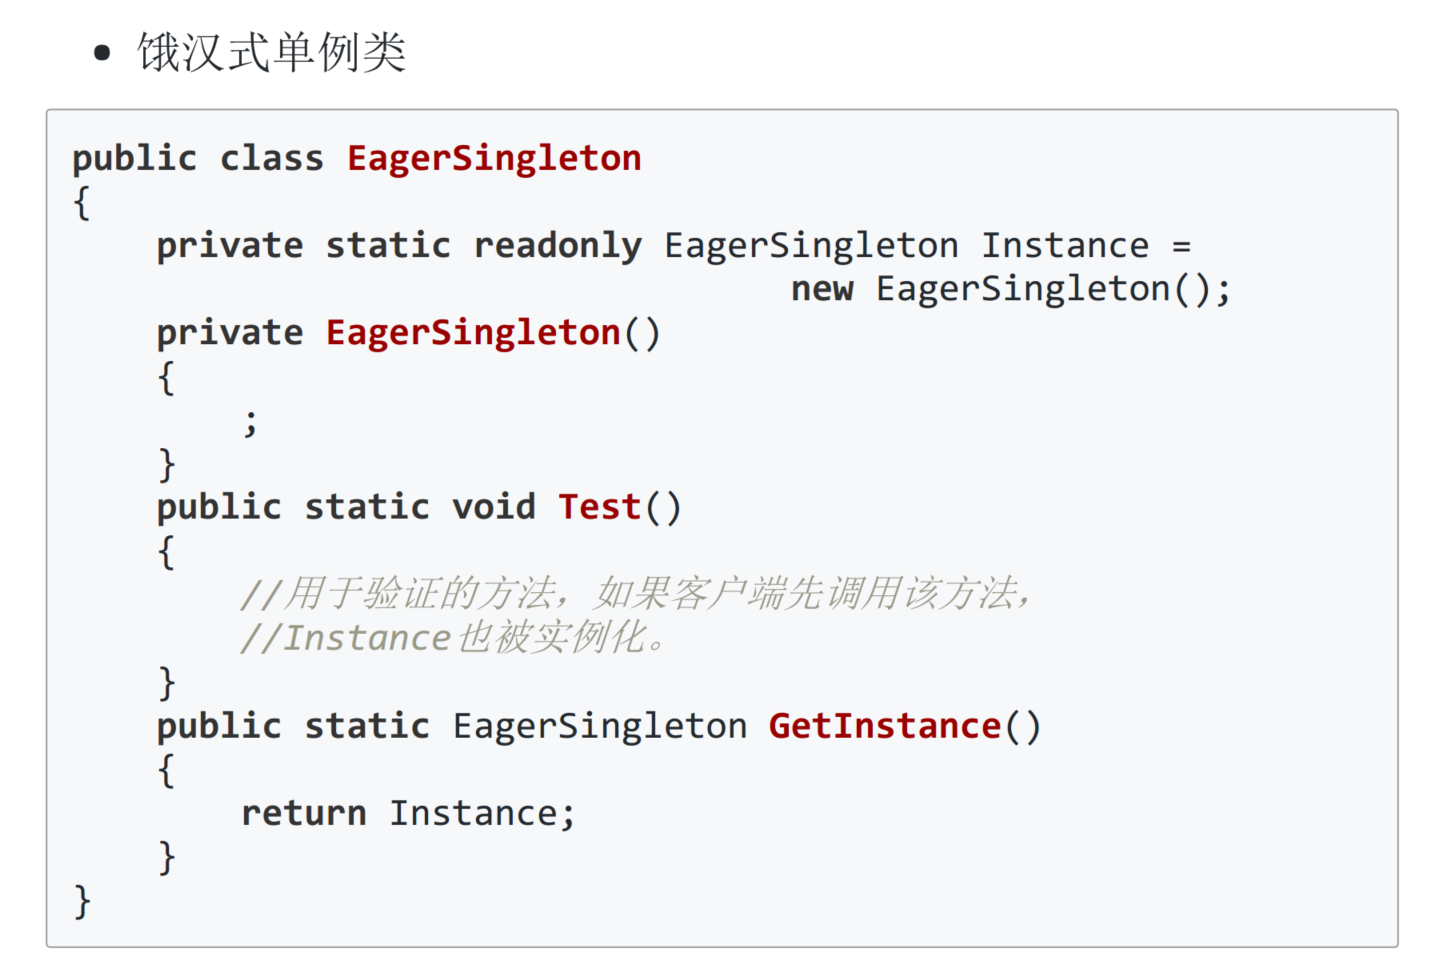 • 饿汉式单例类
public class EagerSingleton
{
    private static readonly EagerSingleton Instance =
                                  new EagerSingleton();
    private EagerSingleton()
    {
        ;
    }
    public static void Test()
    {
        //用于验证的方法，如果客户端先调用该方法，
        //Instance也被实例化。
    }
    public static EagerSingleton GetInstance()
    {
        return Instance;
    }
}